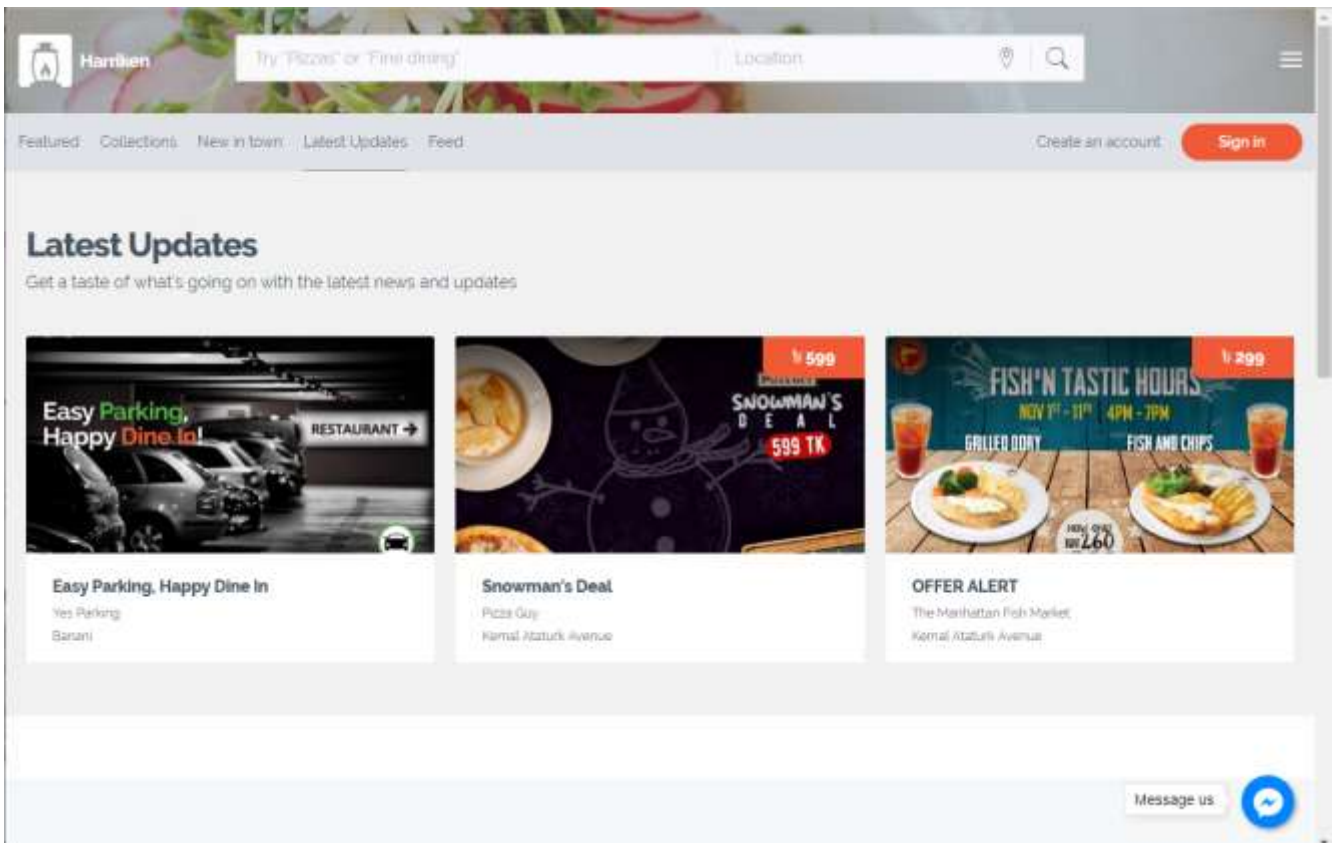 Harriken
Try "Pizzas" or "Fine dining"
Location
Featured Collections New in town Latest Updates Feed
Create an account Sign in
Latest Updates
Get a taste of what's going on with the latest news and updates
Easy Parking,
Happy Dine In!
RESTAURANT →
Easy Parking, Happy Dine In
Yes Parking
Banani
৳ 599
SNOWMAN'S
DEAL
599 TK
Snowman's Deal
Pizza Guy
Kemal Ataturk Avenue
৳ 299
FISH'N TASTIC HOURS
NOV 1ST - 11TH 4PM - 7PM
GRILLED DORY FISH AND CHIPS
260
OFFER ALERT
The Manhattan Fish Market
Kemal Ataturk Avenue
Message us